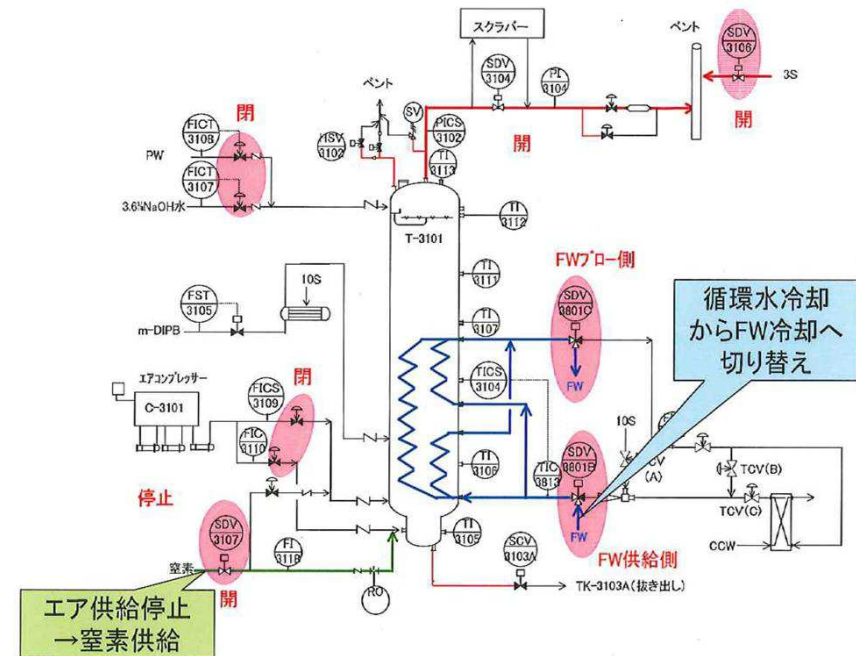 スクラバー
ベント
SDV
3106
3S
開
SDV
3104
PI
3104
ベント
SV
HSV
3102
PICS
3102
開
TI
3113
閉
FICT
3108
PW
FICT
3107
3.6%NaOH水
T-3101
TI
3112
TI
3111
FWブロー側
循環水冷却
からFW冷却へ
切り替え
10S
FST
3105
m-DIPB
TI
3107
SDV
3801C
FW
TICS
3104
エアコンプレッサー
C-3101
閉
FICS
3109
FIC
3110
停止
10S
TI
3106
TIC
3813
SDV
3801B
(A)
TCV(B)
TCV(C)
FW
CCW
FW供給側
SDV
3107
FI
311B
TI
3105
SCV
3103A
TK-3103A(抜き出し)
窒素
開
RO
エア供給停止
→窒素供給